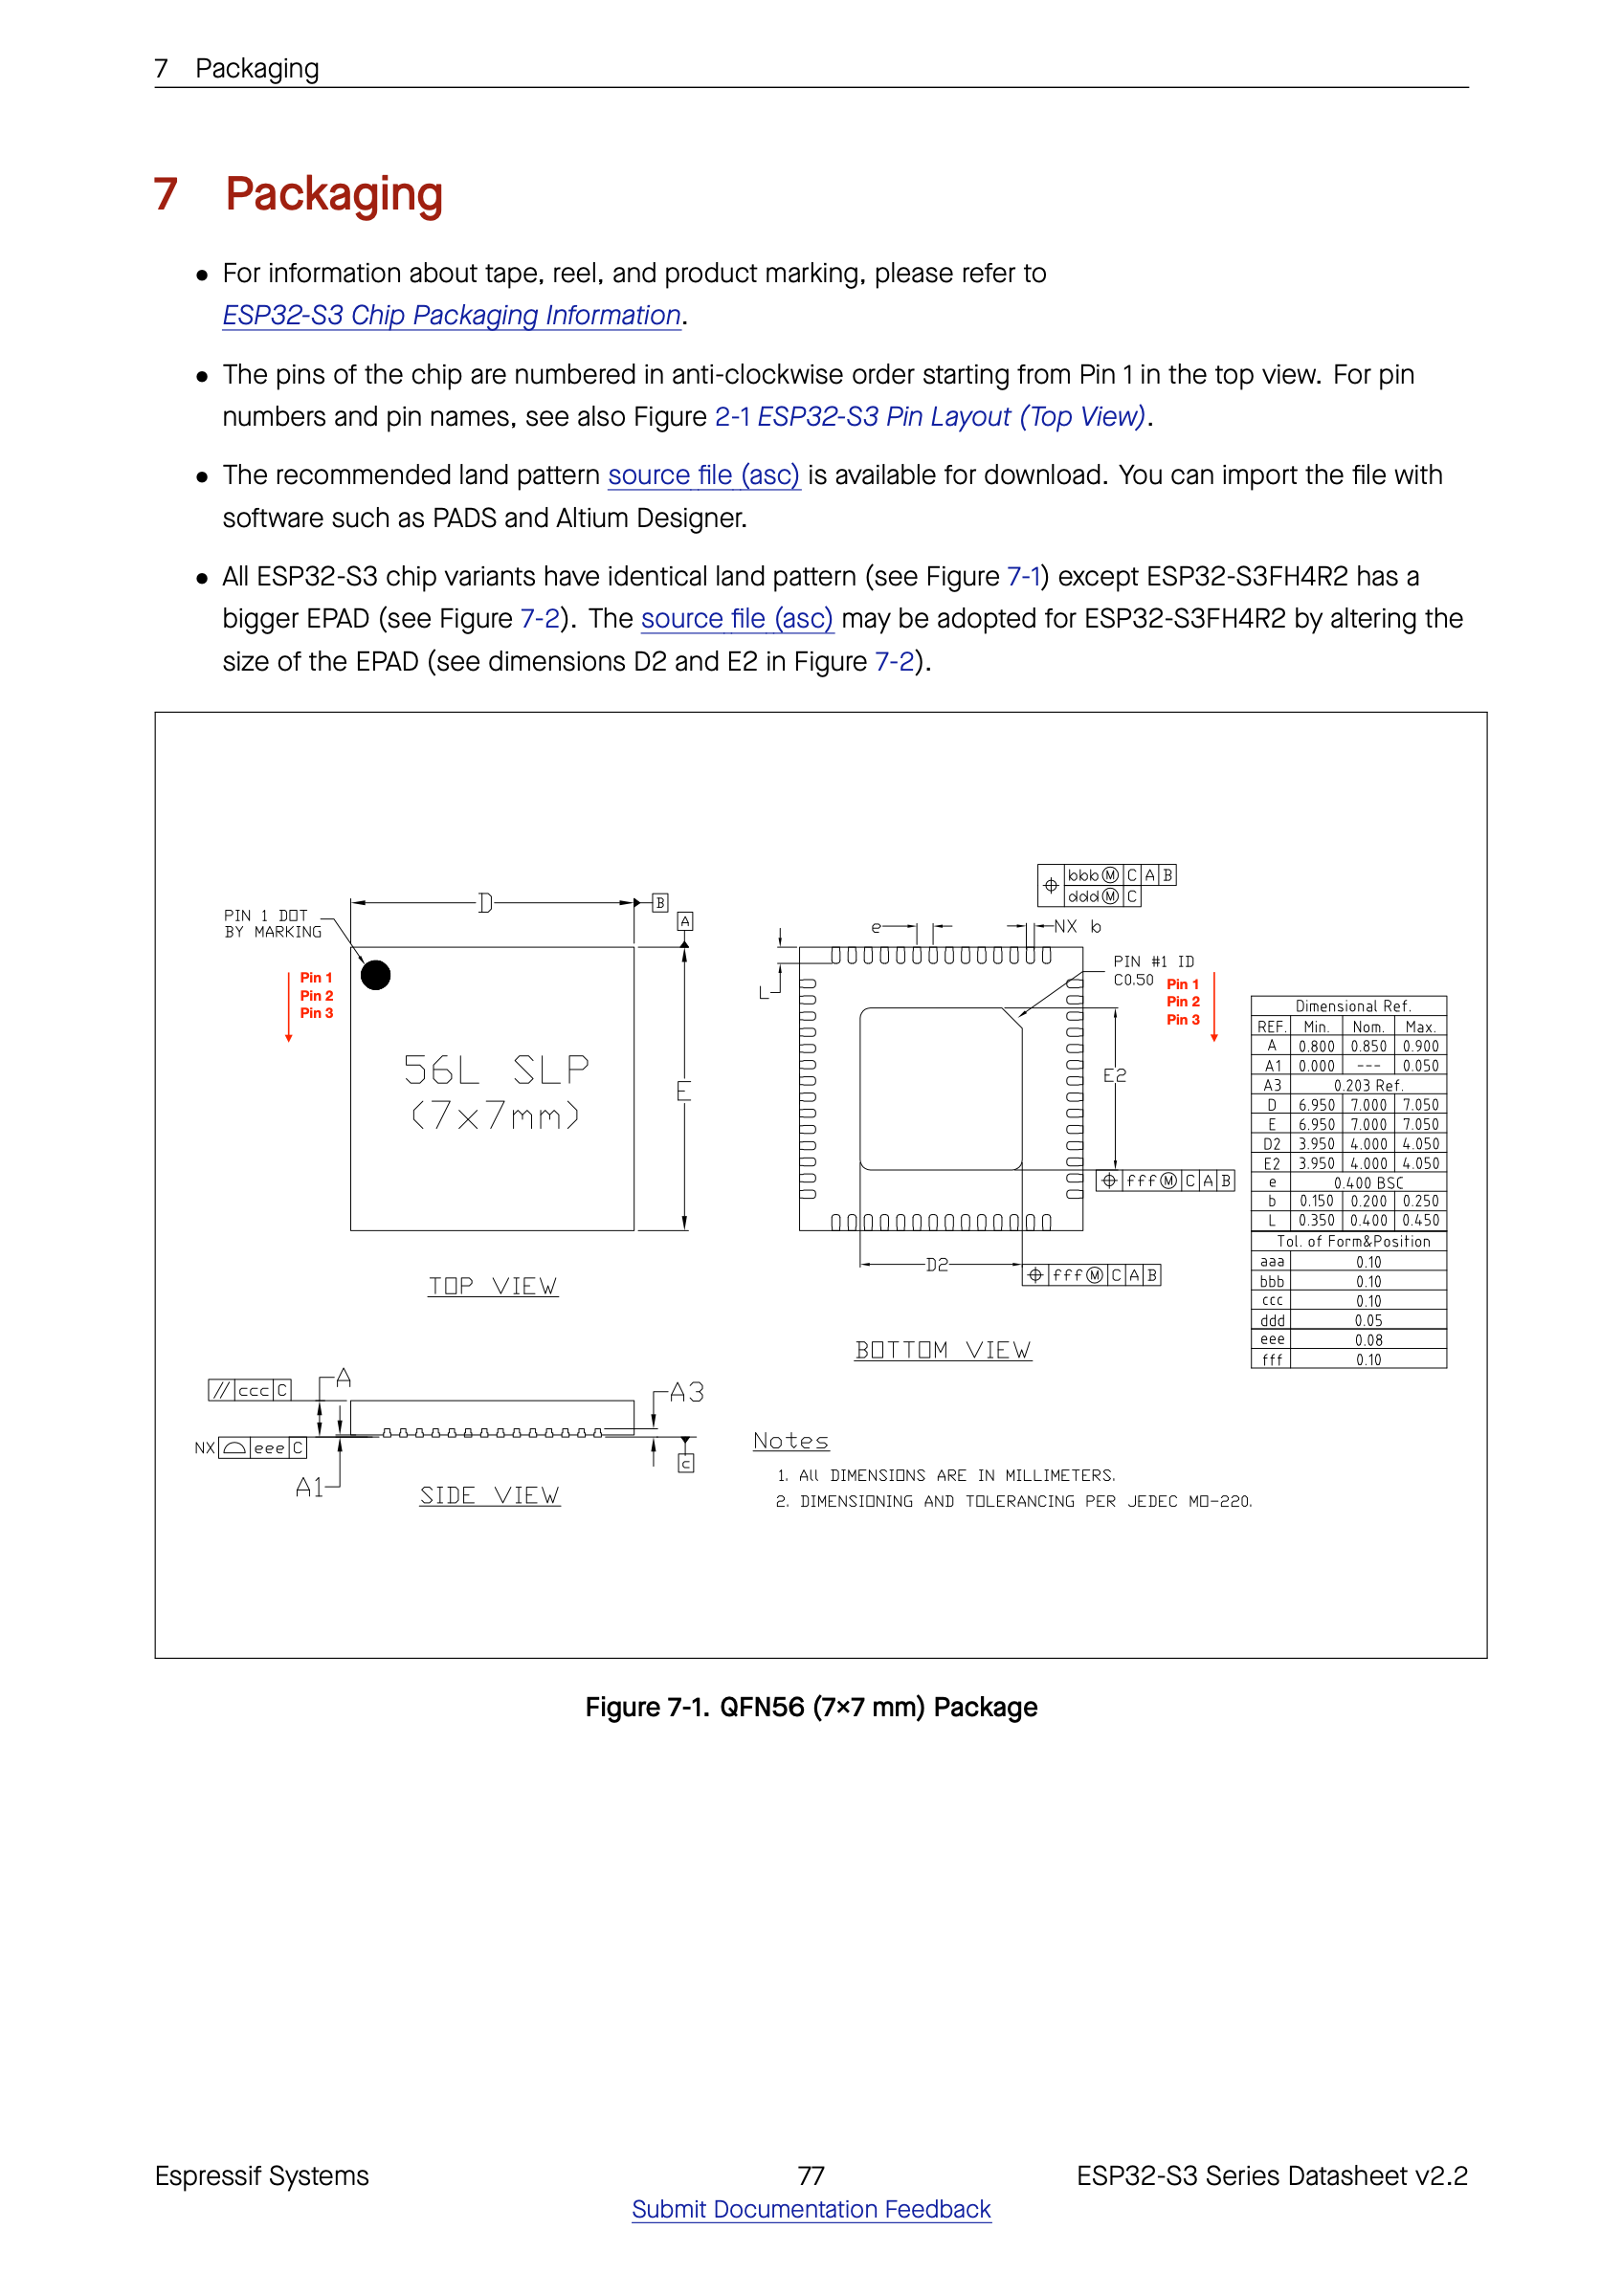 7 Packaging
7 Packaging
• For information about tape, reel, and product marking, please refer to
ESP32-S3 Chip Packaging Information.
• The pins of the chip are numbered in anti-clockwise order starting from Pin 1 in the top view. For pin
numbers and pin names, see also Figure 2-1 ESP32-S3 Pin Layout (Top View).
• The recommended land pattern source file (asc) is available for download. You can import the file with
software such as PADS and Altium Designer.
• All ESP32-S3 chip variants have identical land pattern (see Figure 7-1) except ESP32-S3FH4R2 has a
bigger EPAD (see Figure 7-2). The source file (asc) may be adopted for ESP32-S3FH4R2 by altering the
size of the EPAD (see dimensions D2 and E2 in Figure 7-2).
PIN 1 DOT
BY MARKING
D
B
A
Pin 1
Pin 2
Pin 3
56L SLP
(7x7mm)
E
TOP VIEW
bbb Ⓜ C A B
ddd Ⓜ C
e
NX b
L
PIN #1 ID
C0.50
Pin 1
Pin 2
Pin 3
E2
fff Ⓜ C A B
D2
fff Ⓜ C A B
BOTTOM VIEW
Dimensional Ref.
REF. Min. Nom. Max.
A 0.800 0.850 0.900
A1 0.000 --- 0.050
A3 0.203 Ref.
D 6.950 7.000 7.050
E 6.950 7.000 7.050
D2 3.950 4.000 4.050
E2 3.950 4.000 4.050
e 0.400 BSC
b 0.150 0.200 0.250
L 0.350 0.400 0.450
Tol. of Form&Position
aaa 0.10
bbb 0.10
ccc 0.10
ddd 0.05
eee 0.08
fff 0.10
// ccc C
A
A3
NX eee C
A1
C
SIDE VIEW
Notes
1. All DIMENSIONS ARE IN MILLIMETERS.
2. DIMENSIONING AND TOLERANCING PER JEDEC MO-220.
Figure 7-1. QFN56 (7×7 mm) Package
Espressif Systems
77
ESP32-S3 Series Datasheet v2.2
Submit Documentation Feedback